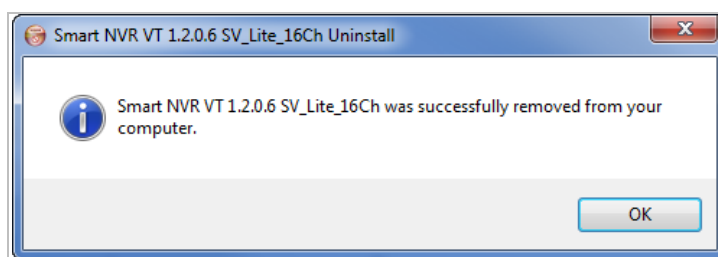 Smart NVR VT 1.2.0.6 SV_Lite_16Ch Uninstall
Smart NVR VT 1.2.0.6 SV_Lite_16Ch was successfully removed from your
computer.
OK